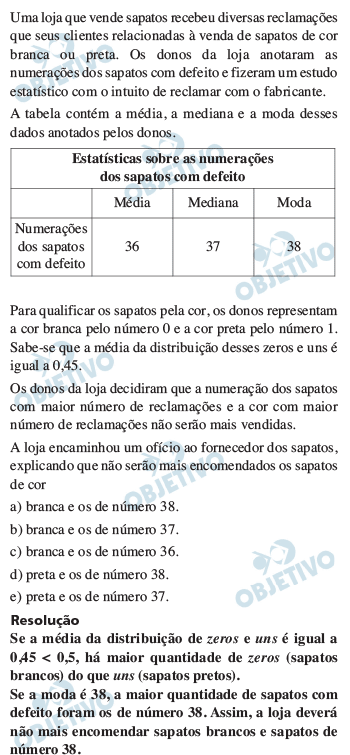 Uma loja que vende sapatos recebeu diversas reclamações
que seus clientes relacionadas à venda de sapatos de cor
branca ou preta. Os donos da loja anotaram as
numerações dos sapatos com defeito e fizeram um estudo
estatístico com o intuito de reclamar com o fabricante.
A tabela contém a média, a mediana e a moda desses
dados anotados pelos donos.
Estatísticas sobre as numerações
dos sapatos com defeito
Média Mediana Moda
Numerações
dos sapatos 36 37 38
com defeito
Para qualificar os sapatos pela cor, os donos representam
a cor branca pelo número 0 e a cor preta pelo número 1.
Sabe-se que a média da distribuição desses zeros e uns é
igual a 0,45.
Os donos da loja decidiram que a numeração dos sapatos
com maior número de reclamações e a cor com maior
número de reclamações não serão mais vendidas.
A loja encaminhou um ofício ao fornecedor dos sapatos,
explicando que não serão mais encomendados os sapatos
de cor
a) branca e os de número 38.
b) branca e os de número 37.
c) branca e os de número 36.
d) preta e os de número 38.
e) preta e os de número 37.
Resolução
Se a média da distribuição de zeros e uns é igual a
0,45 < 0,5, há maior quantidade de zeros (sapatos
brancos) do que uns (sapatos pretos).
Se a moda é 38, a maior quantidade de sapatos com
defeito foram os de número 38. Assim, a loja deverá
não mais encomendar sapatos brancos e sapatos de
número 38.
OBJETIVO
OBJETIVO
OBJETIVO
OBJETIVO
OBJETIVO
OBJETIVO
OBJETIVO